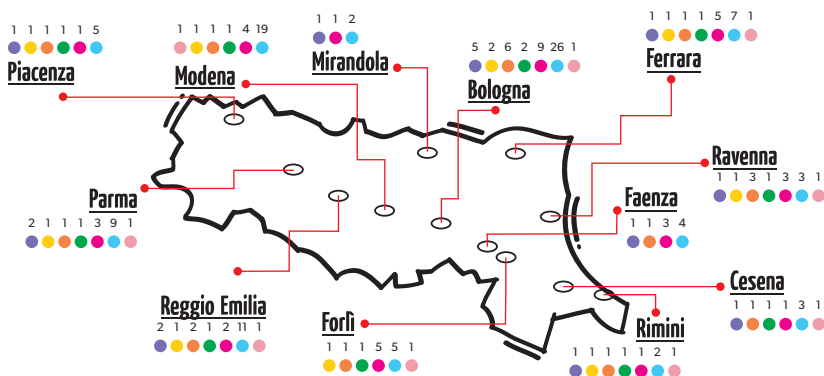 1 1 1 1 1 5
Piacenza
1 1 1 1 4 19
Modena
1 1 2
Mirandola
5 2 6 2 9 26 1
Bologna
1 1 1 1 5 7 1
Ferrara
Ravenna
1 1 3 1 3 3 1
Parma
2 1 1 1 3 9 1
Faenza
1 1 3 4
Reggio Emilia
2 1 2 1 2 11 1
Forlì
1 1 1 5 5 1
Cesena
1 1 1 1 3 1
Rimini
1 1 1 1 1 2 1